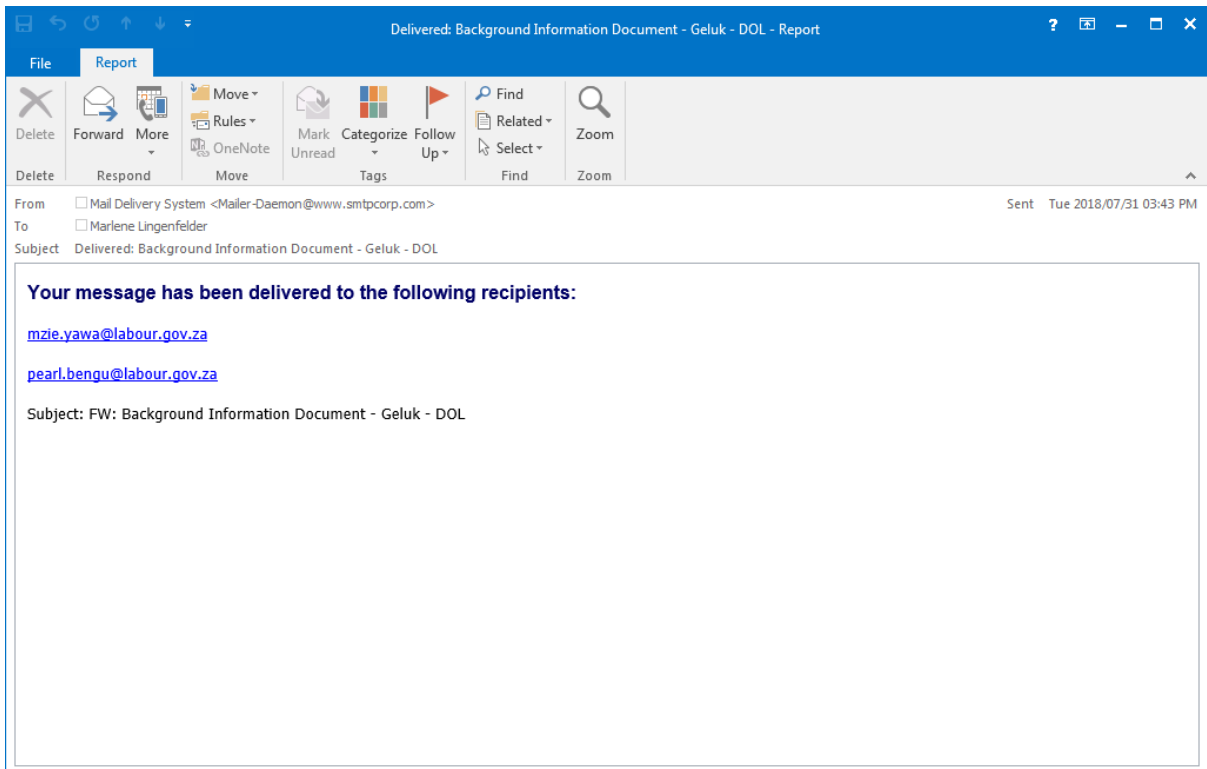 Delivered: Background Information Document - Geluk - DOL - Report
?
File
Report
Delete
Forward
More
Move
Rules
OneNote
Mark Unread
Categorize
Follow Up
Find
Related
Select
Zoom
Delete
Respond
Move
Tags
Find
Zoom
From Mail Delivery System <Mailer-Daemon@www.smtpcorp.com> Sent Tue 2018/07/31 03:43 PM
To Marlene Lingenfelder
Subject Delivered: Background Information Document - Geluk - DOL
Your message has been delivered to the following recipients:
mzie.yawa@labour.gov.za
pearl.bengu@labour.gov.za
Subject: FW: Background Information Document - Geluk - DOL